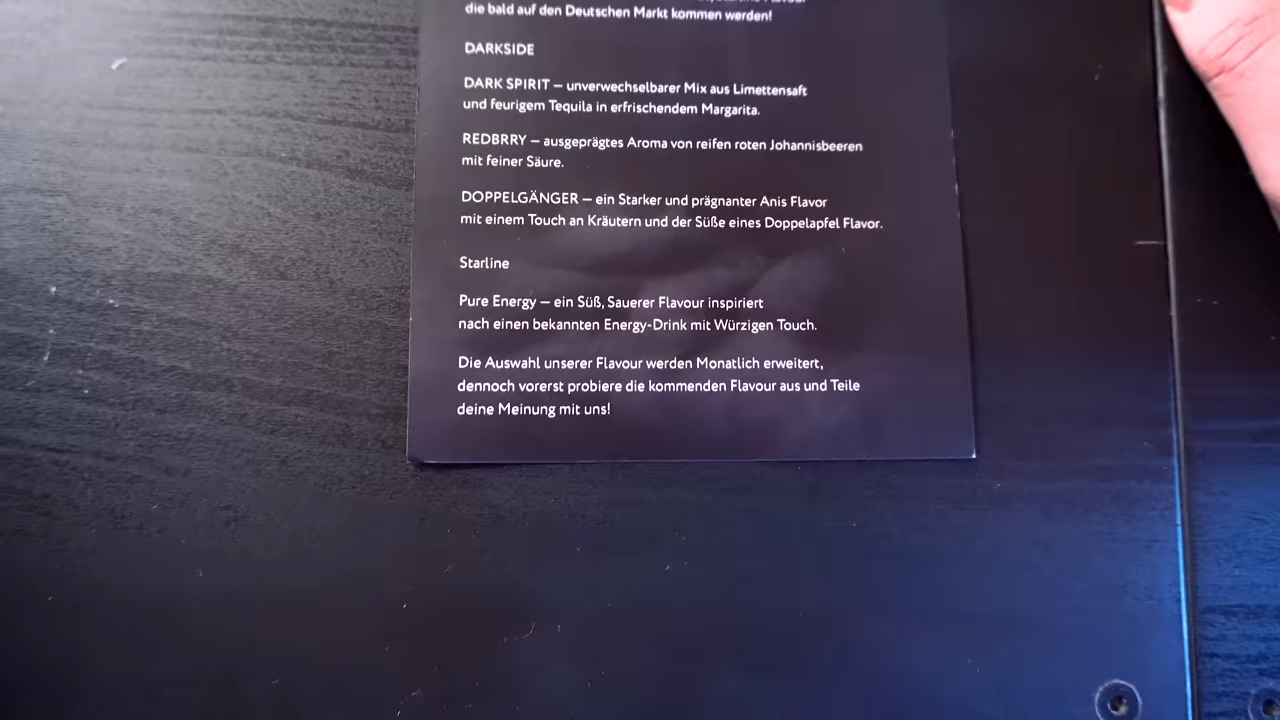 die bald auf den Deutschen Markt kommen werden!
DARKSIDE
DARK SPIRIT – unverwechselbarer Mix aus Limettensaft
und feurigem Tequila in erfrischendem Margarita.
REDBRRY – ausgeprägtes Aroma von reifen roten Johannisbeeren
mit feiner Säure.
DOPPELGÄNGER – ein Starker und prägnanter Anis Flavor
mit einem Touch an Kräutern und der Süße eines Doppelapfel Flavor.
Starline
Pure Energy – ein Süß, Sauerer Flavour inspiriert
nach einen bekannten Energy-Drink mit Würzigen Touch.
Die Auswahl unserer Flavour werden Monatlich erweitert,
dennoch vorerst probiere die kommenden Flavour aus und Teile
deine Meinung mit uns!